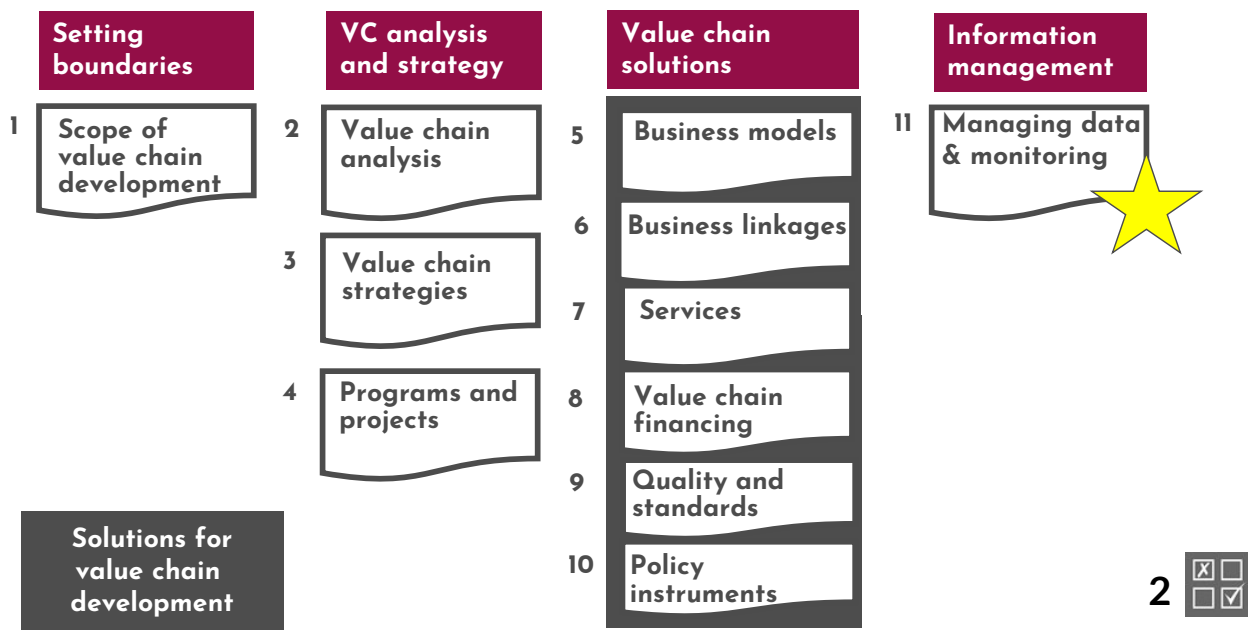 Setting
boundaries
1
Scope of
value chain
development
VC analysis
and strategy
2
Value chain
analysis
3
Value chain
strategies
4
Programs and
projects
Value chain
solutions
5
Business models
6
Business linkages
7
Services
8
Value chain
financing
9
Quality and
standards
10
Policy
instruments
Information
management
11
Managing data
& monitoring
Solutions for
value chain
development
2